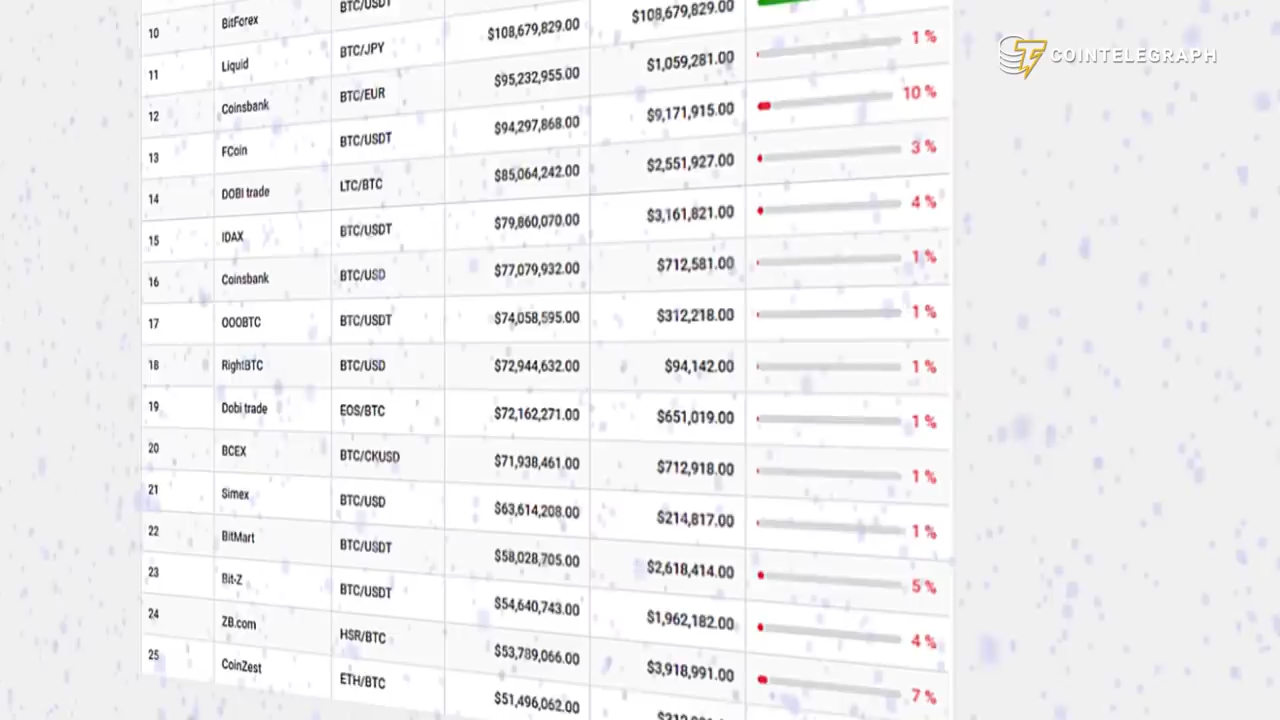 COINTELEGRAPH
10 BitForex BTC/USDT
11 Liquid BTC/JPY $108,679,829.00 $108,679,829.00
12 Coinsbank BTC/EUR $95,232,955.00 $1,059,281.00 1 %
13 FCoin BTC/USDT $94,297,868.00 $9,171,915.00 10 %
14 DOBI trade LTC/BTC $85,064,242.00 $2,551,927.00 3 %
15 IDAX BTC/USDT $79,860,070.00 $3,161,821.00 4 %
16 Coinsbank BTC/USD $77,079,932.00 $712,581.00 1 %
17 OOOBTC BTC/USDT $74,058,595.00 $312,218.00 1 %
18 RightBTC BTC/USD $72,944,632.00 $94,142.00 1 %
19 Dobi trade EOS/BTC $72,162,271.00 $651,019.00 1 %
20 BCEX BTC/CKUSD $71,938,461.00 $712,918.00 1 %
21 Simex BTC/USD $63,614,208.00 $214,817.00 1 %
22 BitMart BTC/USDT $58,028,705.00 $2,618,414.00 5 %
23 Bit-Z BTC/USDT $54,640,743.00 $1,962,182.00 4 %
24 ZB.com HSR/BTC $53,789,066.00 $3,918,991.00 7 %
25 CoinZest ETH/BTC $51,496,062.00